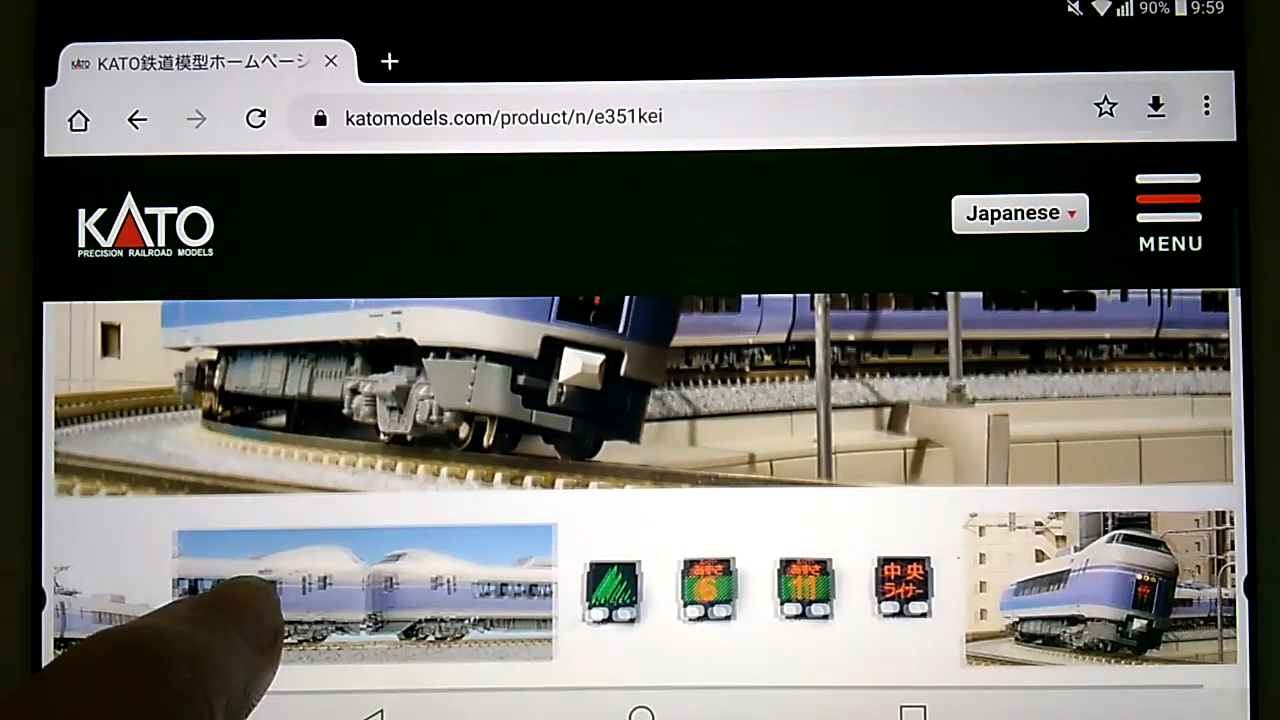 90% 9:59
KATO KATO鉄道模型ホームページ
katomodels.com/product/n/e351kei
KATO
PRECISION RAILROAD MODELS
Japanese
MENU
あずさ
6
あずさ
11
中央
ライナー